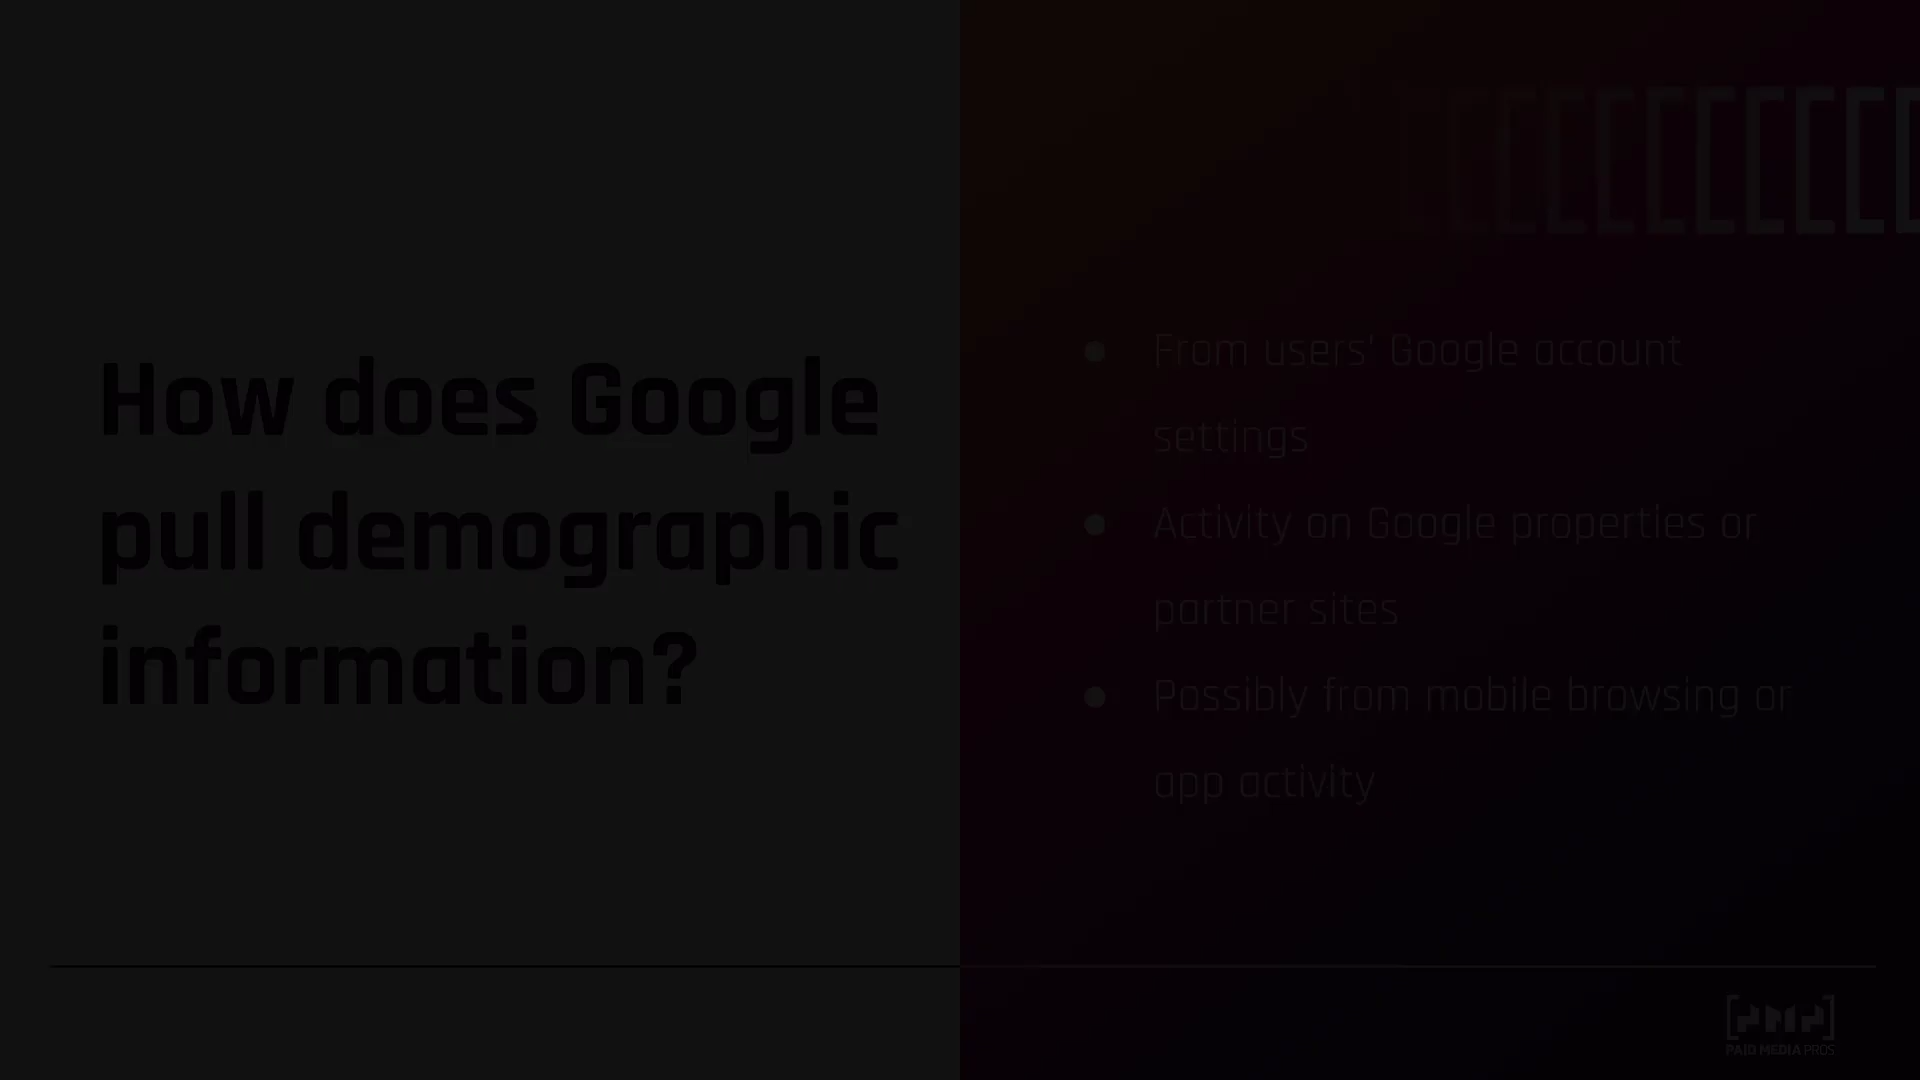 How does Google
pull demographic
information?
From users' Google account
settings
Activity on Google properties or
partner sites
Possibly from mobile browsing or
app activity
PMP
PAID MEDIA PROS